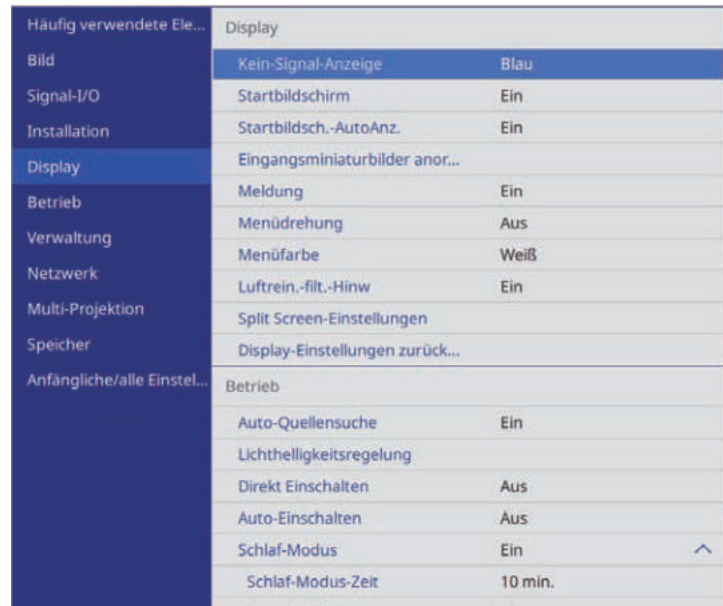 Häufig verwendete Ele...
Bild
Signal-I/O
Installation
Display
Betrieb
Verwaltung
Netzwerk
Multi-Projektion
Speicher
Anfängliche/alle Einstel...
Display
Kein-Signal-Anzeige Blau
Startbildschirm Ein
Startbildsch.-AutoAnz. Ein
Eingangsminiaturbilder anor...
Meldung Ein
Menüdrehung Aus
Menüfarbe Weiß
Luftrein.-filt.-Hinw Ein
Split Screen-Einstellungen
Display-Einstellungen zurück...
Betrieb
Auto-Quellensuche Ein
Lichthelligkeitsregelung
Direkt Einschalten Aus
Auto-Einschalten Aus
Schlaf-Modus Ein
Schlaf-Modus-Zeit 10 min.